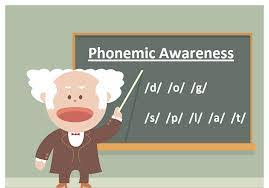 Phonemic Awareness
/d/ /o/ /g/
/s/ /p/ /l/ /a/ /t/